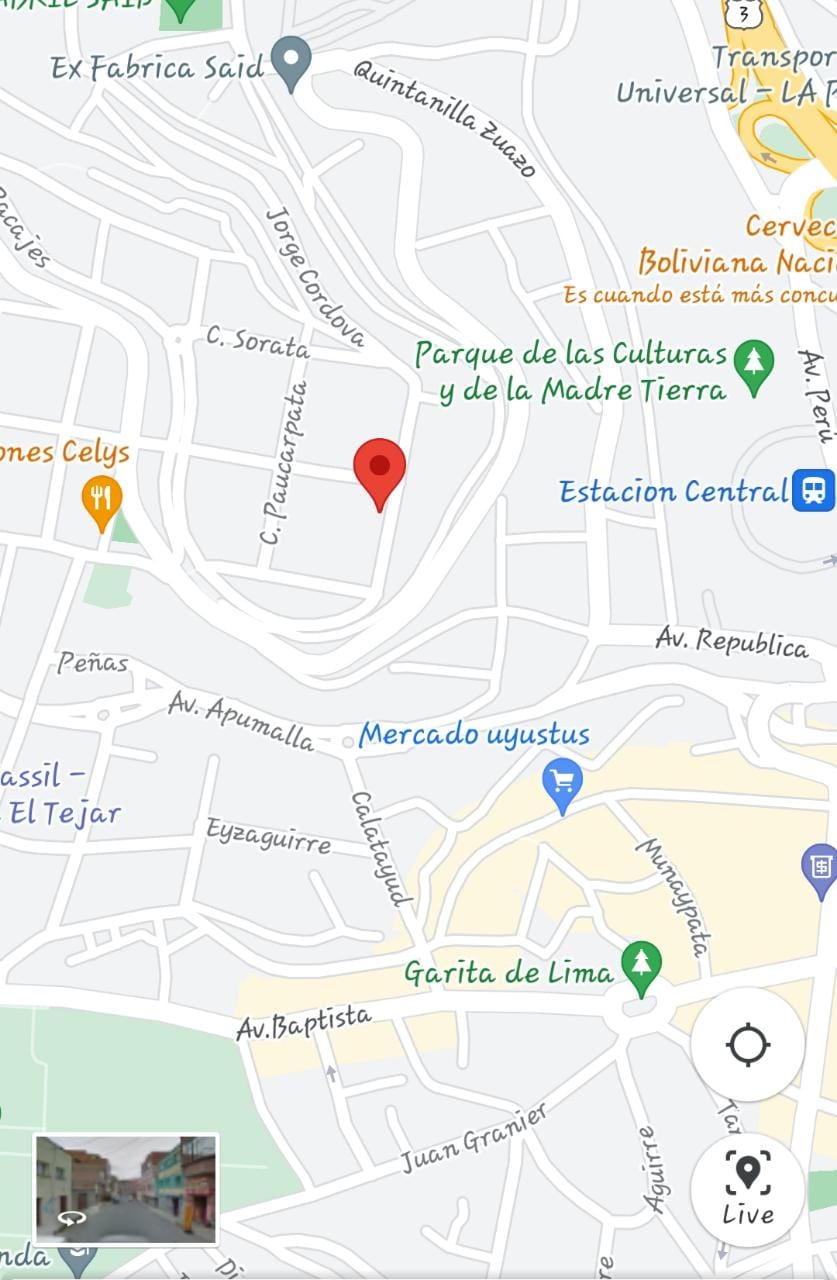 3
Ex Fabrica Said
Quintanilla Zuazo
Transpor
Universal - LA P
Pacajes
Jorge Cordova
Cervec
Boliviana Naci
Es cuando está más concu
C. Sorata
Parque de las Culturas
y de la Madre Tierra
Av. Perú
C. Paucarpata
ones Celys
Estacion Central
Av. Republica
Peñas
Av. Apumalla
Mercado uyustus
assil -
El Tejar
Calatayud
Eyzaguirre
Munaypata
$
Garita de Lima
Av.Baptista
Juan Granier
Aguirre
Tar
Live
nda
re